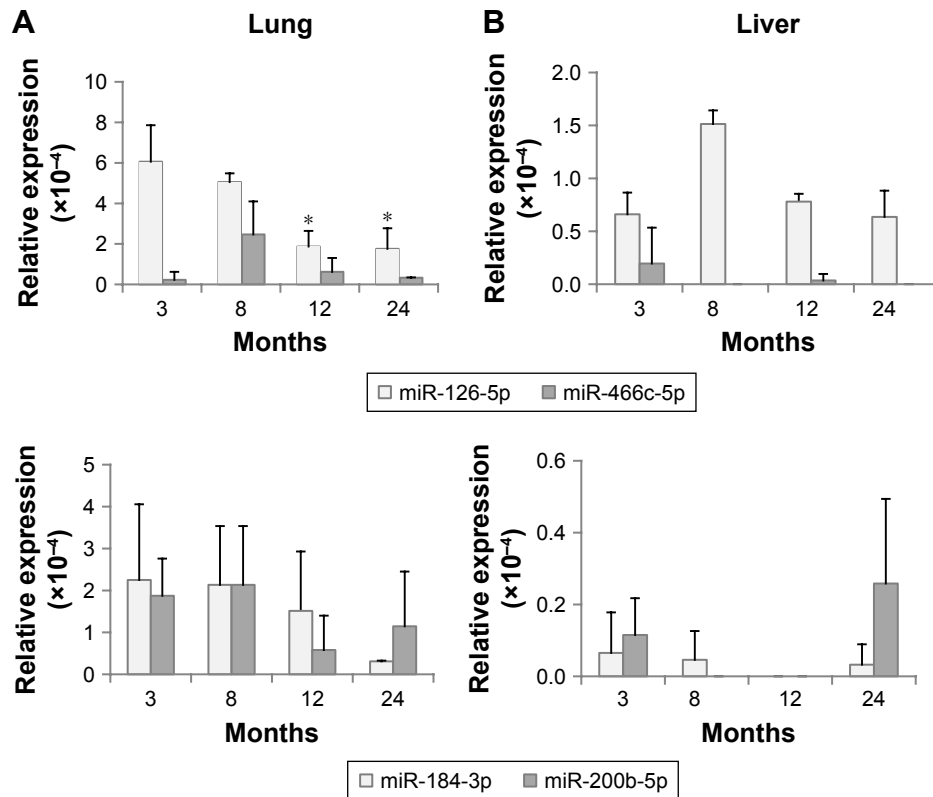 A Lung
Relative expression
(×10⁻⁴)
10
8
6
4
2
0
* *
3 8 12 24
Months
B Liver
Relative expression
(×10⁻⁴)
2.0
1.5
1.0
0.5
0.0
3 8 12 24
Months
miR-126-5p miR-466c-5p
Relative expression
(×10⁻⁴)
5
4
3
2
1
0
3 8 12 24
Months
Relative expression
(×10⁻⁴)
0.6
0.4
0.2
0.0
3 8 12 24
Months
miR-184-3p miR-200b-5p